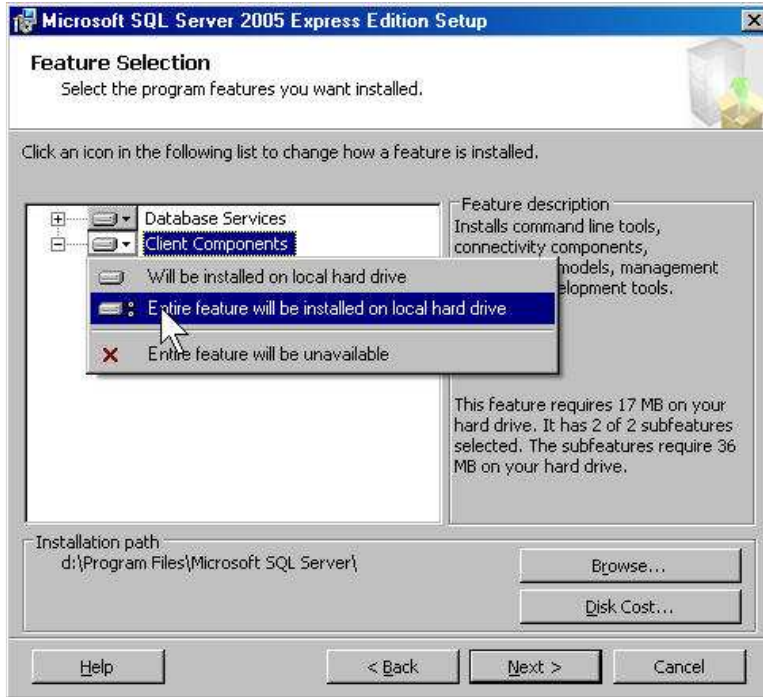 Microsoft SQL Server 2005 Express Edition Setup
Feature Selection
Select the program features you want installed.
Click an icon in the following list to change how a feature is installed.
Database Services
Client Components
Will be installed on local hard drive
Entire feature will be installed on local hard drive
Entire feature will be unavailable
Feature description
Installs command line tools,
connectivity components,
models, management
elopment tools.
This feature requires 17 MB on your
hard drive. It has 2 of 2 subfeatures
selected. The subfeatures require 36
MB on your hard drive.
Installation path
d:\Program Files\Microsoft SQL Server\
Browse...
Disk Cost...
Help
< Back
Next >
Cancel